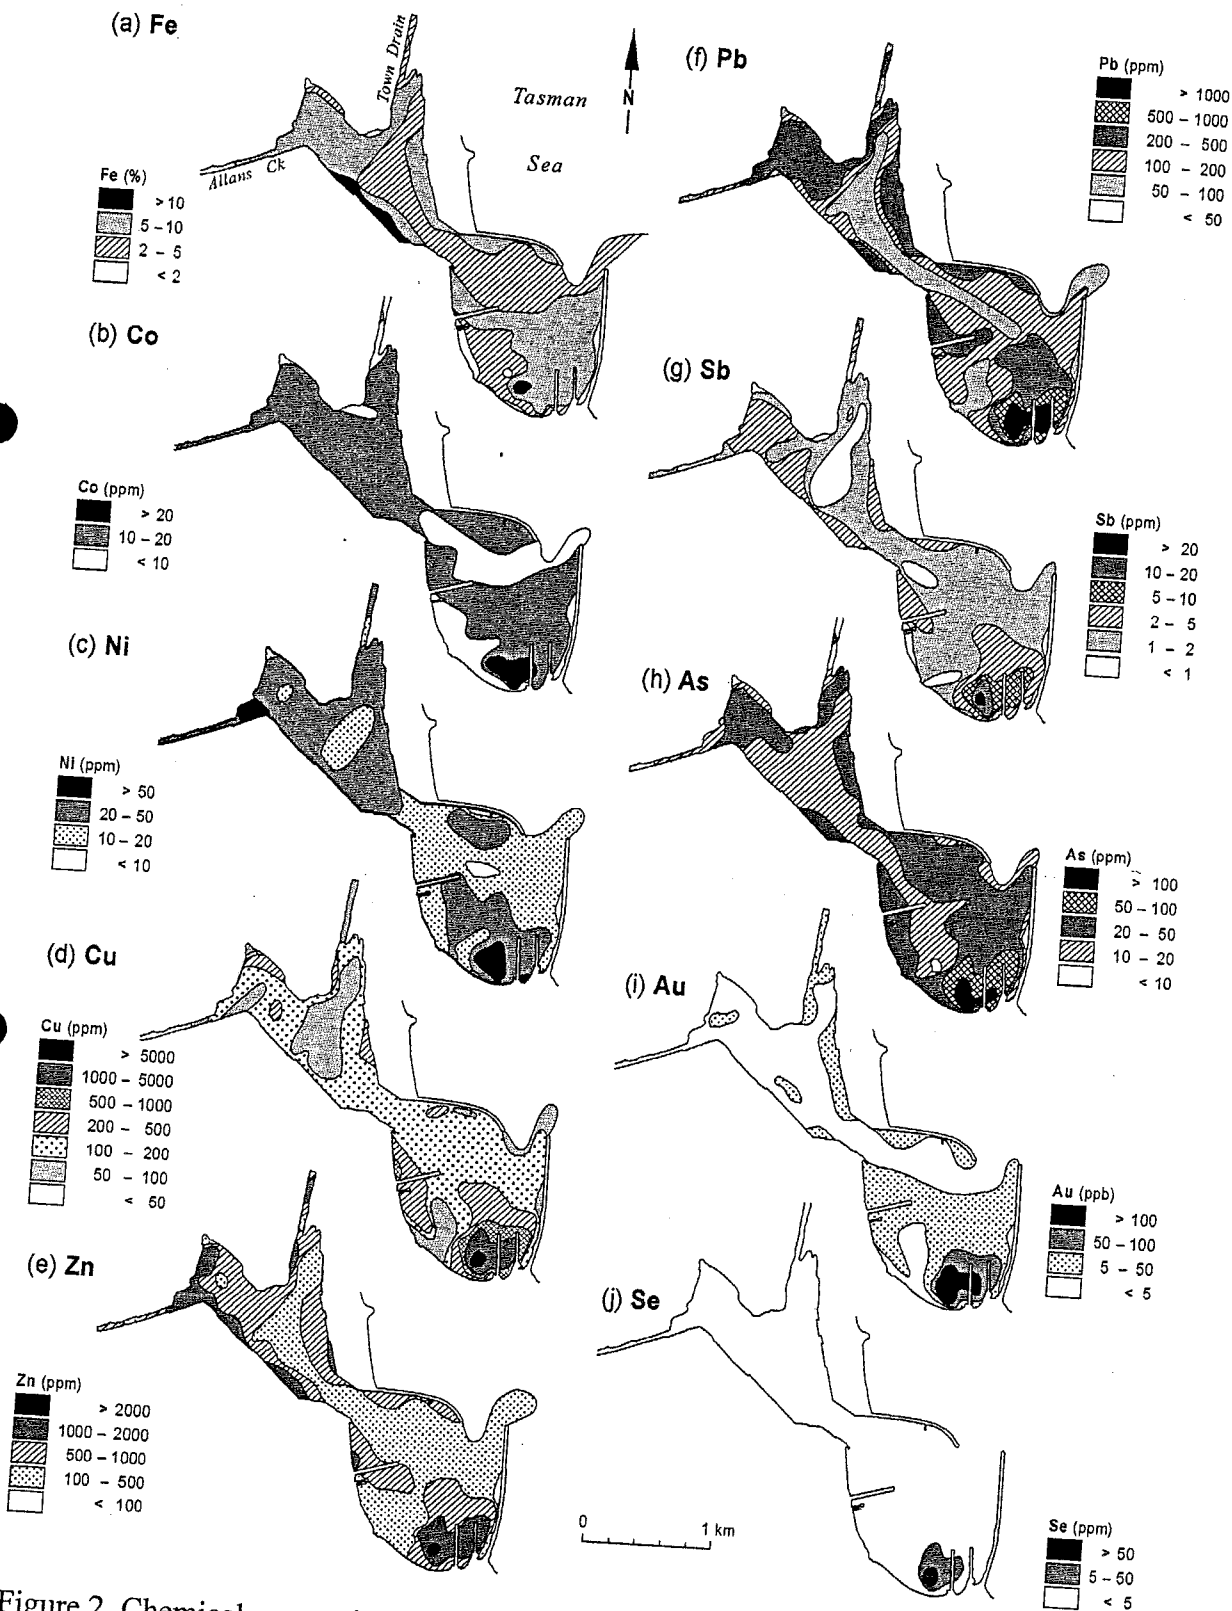 (a) Fe
Town Drain
Tasman
Sea
N
Allans Ck
Fe (%)
> 10
5 – 10
2 – 5
< 2
(b) Co
Co (ppm)
> 20
10 – 20
< 10
(c) Ni
Ni (ppm)
> 50
20 – 50
10 – 20
< 10
(d) Cu
Cu (ppm)
> 5000
1000 – 5000
500 – 1000
200 – 500
100 – 200
50 – 100
< 50
(e) Zn
Zn (ppm)
> 2000
1000 – 2000
500 – 1000
100 – 500
< 100
(f) Pb
Pb (ppm)
> 1000
500 – 1000
200 – 500
100 – 200
50 – 100
< 50
(g) Sb
Sb (ppm)
> 20
10 – 20
5 – 10
2 – 5
1 – 2
< 1
(h) As
As (ppm)
> 100
50 – 100
20 – 50
10 – 20
< 10
(i) Au
Au (ppb)
> 100
50 – 100
5 – 50
< 5
(j) Se
Se (ppm)
> 50
5 – 50
< 5
0 1 km
Figure 2. Chemical